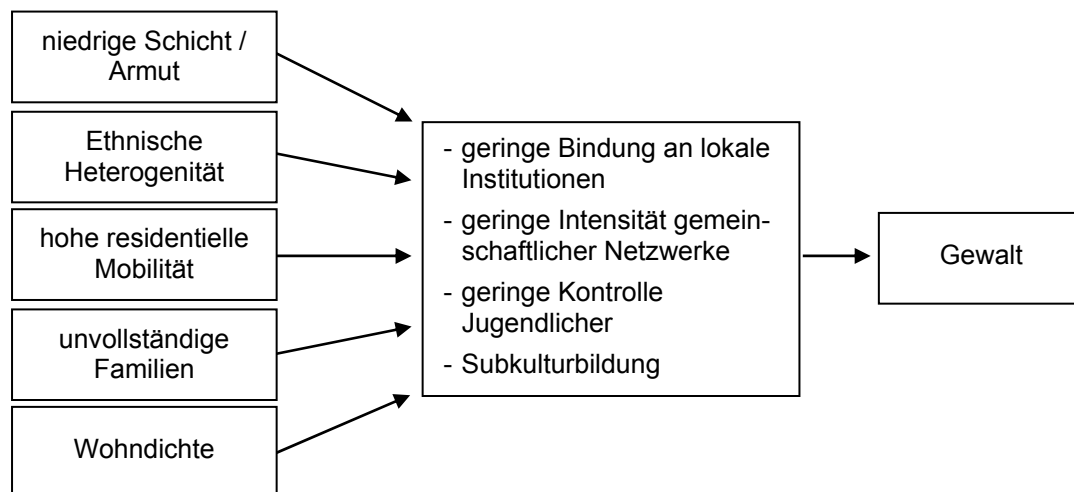 niedrige Schicht /
Armut
Ethnische
Heterogenität
hohe residentielle
Mobilität
unvollständige
Familien
Wohndichte
- geringe Bindung an lokale
Institutionen
- geringe Intensität gemein-
schaftlicher Netzwerke
- geringe Kontrolle
Jugendlicher
- Subkulturbildung
Gewalt